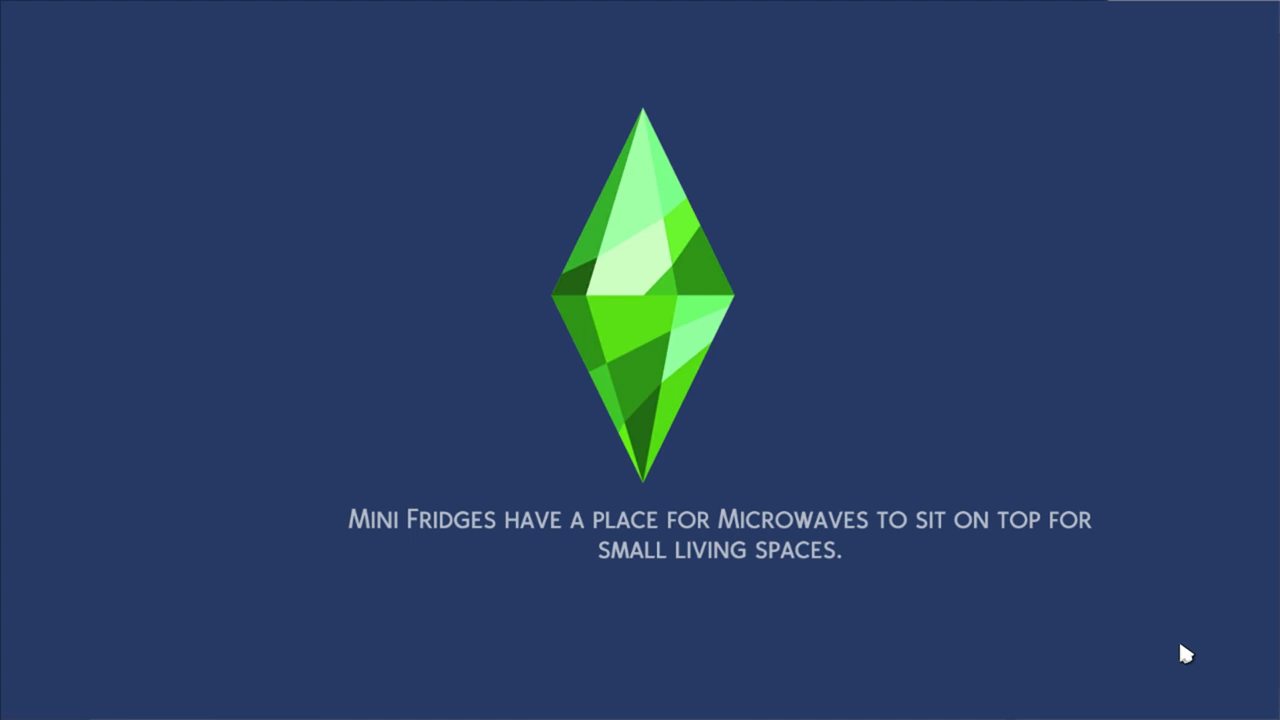 Mini Fridges have a place for Microwaves to sit on top for
small living spaces.